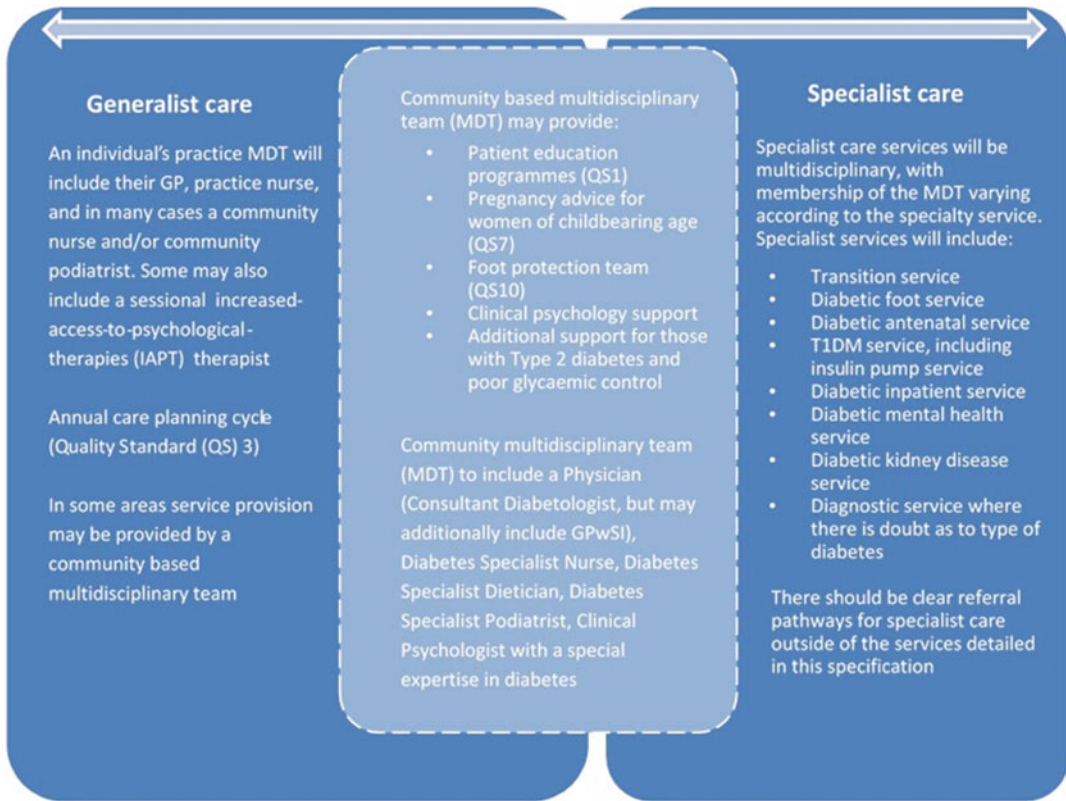 Generalist care
An individual's practice MDT will
include their GP, practice nurse,
and in many cases a community
nurse and/or community
podiatrist. Some may also
include a sessional increased-
access-to-psychological-
therapies (IAPT) therapist
Annual care planning cycle
(Quality Standard (QS) 3)
In some areas service provision
may be provided by a
community based
multidisciplinary team
Community based multidisciplinary
team (MDT) may provide:
• Patient education
programmes (QS1)
• Pregnancy advice for
women of childbearing age
(QS7)
• Foot protection team
(QS10)
• Clinical psychology support
• Additional support for those
with Type 2 diabetes and
poor glycaemic control
Community multidisciplinary team
(MDT) to include a Physician
(Consultant Diabetologist, but may
additionally include GPwSI),
Diabetes Specialist Nurse, Diabetes
Specialist Dietician, Diabetes
Specialist Podiatrist, Clinical
Psychologist with a special
expertise in diabetes
Specialist care
Specialist care services will be
multidisciplinary, with
membership of the MDT varying
according to the specialty service.
Specialist services will include:
• Transition service
• Diabetic foot service
• Diabetic antenatal service
• T1DM service, including
insulin pump service
• Diabetic inpatient service
• Diabetic mental health
service
• Diabetic kidney disease
service
• Diagnostic service where
there is doubt as to type of
diabetes
There should be clear referral
pathways for specialist care
outside of the services detailed
in this specification